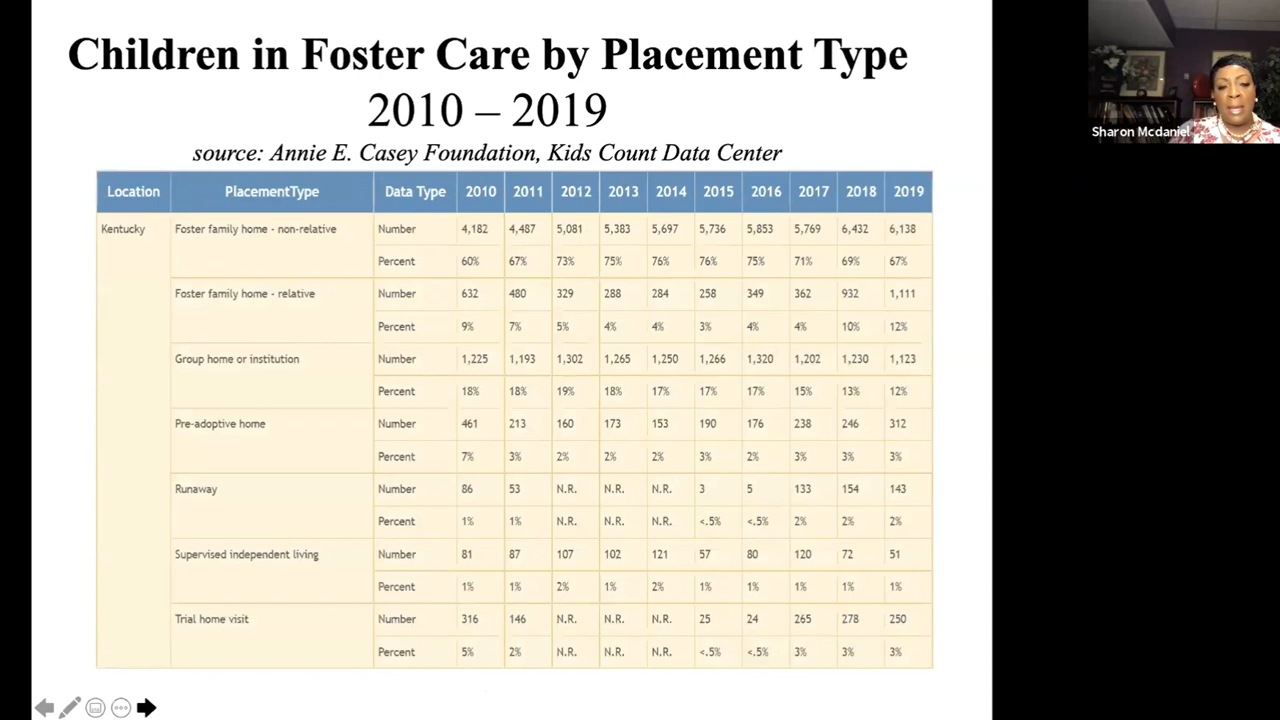 Children in Foster Care by Placement Type
2010 – 2019
source: Annie E. Casey Foundation, Kids Count Data Center
Location PlacementType Data Type 2010 2011 2012 2013 2014 2015 2016 2017 2018 2019
Kentucky Foster family home - non-relative Number 4,182 4,487 5,081 5,383 5,697 5,736 5,853 5,769 6,432 6,138
Percent 60% 67% 73% 75% 76% 76% 75% 71% 69% 67%
Foster family home - relative Number 632 480 329 288 284 258 349 362 932 1,111
Percent 9% 7% 5% 4% 4% 3% 4% 4% 10% 12%
Group home or institution Number 1,225 1,193 1,302 1,265 1,250 1,266 1,320 1,202 1,230 1,123
Percent 18% 18% 19% 18% 17% 17% 17% 15% 13% 12%
Pre-adoptive home Number 461 213 160 173 153 190 176 238 246 312
Percent 7% 3% 2% 2% 2% 3% 2% 3% 3% 3%
Runaway Number 86 53 N.R. N.R. N.R. 3 5 133 154 143
Percent 1% 1% N.R. N.R. N.R. <.5% <.5% 2% 2% 2%
Supervised independent living Number 81 87 107 102 121 57 80 120 72 51
Percent 1% 1% 2% 1% 2% 1% 1% 1% 1% 1%
Trial home visit Number 316 146 N.R. N.R. N.R. 25 24 265 278 250
Percent 5% 2% N.R. N.R. N.R. <.5% <.5% 3% 3% 3%
Sharon Mcdaniel